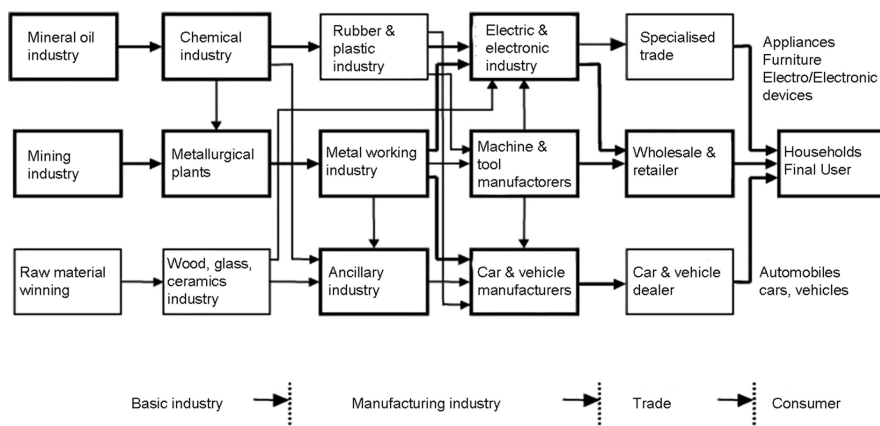 Mineral oil
industry
Chemical
industry
Rubber &
plastic
industry
Electric &
electronic
industry
Specialised
trade
Appliances
Furniture
Electro/Electronic
devices
Mining
industry
Metallurgical
plants
Metal working
industry
Machine &
tool
manufactorers
Wholesale &
retailer
Households
Final User
Raw material
winning
Wood, glass,
ceramics
industry
Ancillary
industry
Car & vehicle
manufacturers
Car & vehicle
dealer
Automobiles
cars, vehicles
Basic industry
Manufacturing industry
Trade
Consumer